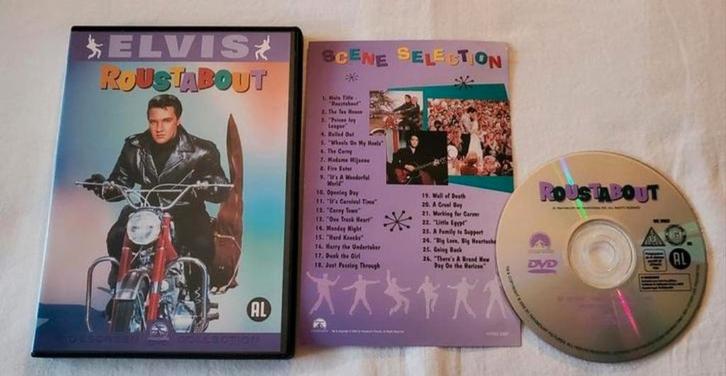 ELVIS
ROUSTABOUT
AL
WIDESCREEN COLLECTION
SCENE SELECTION
1. Main Title -
"Roustabout"
2. The Tea House
3. "Poison Ivy
League"
4. Bailed Out
5. "Wheels On My Heels"
6. The Carny
7. Madame Mijanou
8. Fire Eater
9. "It's A Wonderful
World"
10. Opening Day
11. "It's Carnival Time"
12. "Carny Town"
13. "One Track Heart"
14. Monday Night
15. "Hard Knocks"
16. Harry the Undertaker
17. Dunk the Girl
18. Just Passing Through
19. Wall of Death
20. A Cruel Boy
21. Working for Carver
22. "Little Egypt"
23. A Family to Support
24. "Big Love, Big Heartache"
25. Going Back
26. "There's A Brand New
Day On the Horizon"
ROUSTABOUT
DVD
AL